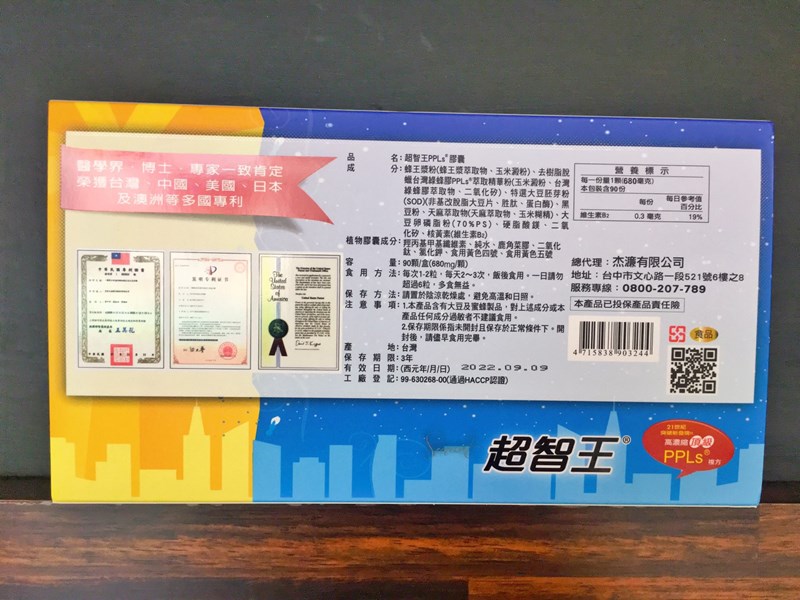 醫學界、博士、專家一致肯定
榮獲台灣、中國、美國、日本
及澳洲等多國專利
The
United
States
of
America
品　　　　名：超智王PPLs®膠囊
成　　　　分：蜂王漿粉(蜂王漿萃取物、玉米澱粉)、去樹脂脫
蠟台灣綠蜂膠PPLs®萃取精華粉(玉米澱粉、台灣
綠蜂膠萃取物、二氧化矽)、特選大豆胚芽粉
(SOD)(非基改脫脂大豆片、胜肽、蛋白酶)、黑
豆粉、天麻萃取物(天麻萃取物、玉米糊精)、大
豆卵磷脂粉(70%PS)、硬脂酸鎂、二氧
化矽、核黃素(維生素B₂)
植物膠囊成分：羥丙基甲基纖維素、純水、鹿角菜膠、二氧化
鈦、氯化鉀、食用黃色四號、食用黃色五號
容　　　　量：90顆/盒(680mg/顆)
食 用 方 法：每次1-2粒，每天2～3次，飯後食用。一日請勿
超過6粒，多食無益。
保 存 方 法：請置於陰涼乾燥處，避免高溫和日照。
注 意 事 項：1.本產品含有大豆及蜜蜂製品，對上述成分或本
產品任何成分過敏者不建議食用。
2.保存期限係指未開封且保存於正常條件下。開
封後，請儘早食用完畢。
產　　　　地：台灣
保 存 期 限：3年
有 效 日 期：(西元年/月/日) 2022.09.09
工 廠 登 記：99-630268-00(通過HACCP認證)
營養標示
每一份量1顆(680毫克)
本包裝含90份
每份 每日參考值
百分比
維生素B₂ 0.3 毫克 19%
總代理：杰濂有限公司
地址：台中市文心路一段521號6樓之8
服務專線：0800-207-789
本產品已投保產品責任險
4 715838 903244
食品
超智王®
21世紀
高濃縮 頂級
PPLs® 複方